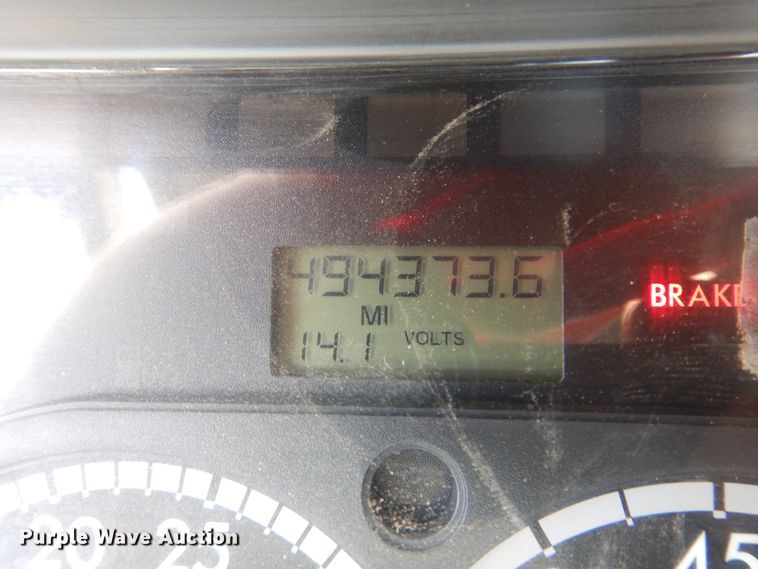 494373.6
MI
14.1 VOLTS
BRAKE
20 25
45
Purple Wave Auction